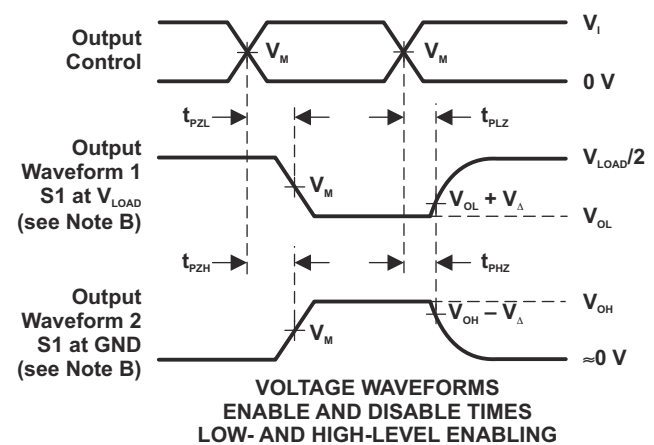 Output
Control
V_M
V_M
V_I
0 V
t_PZL
t_PLZ
Output
Waveform 1
S1 at V_LOAD
(see Note B)
V_M
V_OL + V_Δ
V_LOAD/2
V_OL
t_PZH
t_PHZ
Output
Waveform 2
S1 at GND
(see Note B)
V_M
V_OH – V_Δ
V_OH
≈0 V
VOLTAGE WAVEFORMS
ENABLE AND DISABLE TIMES
LOW- AND HIGH-LEVEL ENABLING